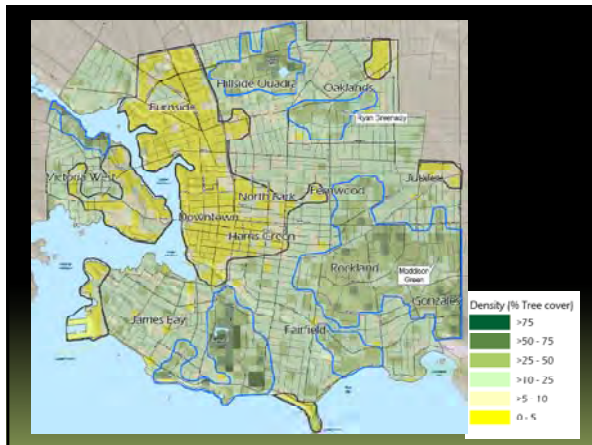 Hillside Quadra
Oaklands
Burnside
Ryan Greenway
Victoria West
North Park
Fernwood
Jubilee
Downtown
Harris Green
Rockland
Maddison
Green
Gonzales
James Bay
Fairfield
Density (% Tree cover)
>75
>50 - 75
>25 - 50
>10 - 25
>5 - 10
0 - 5